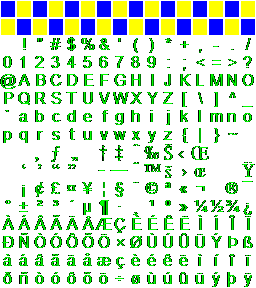 ! " # $ % & ' ( ) * + , - . /
0 1 2 3 4 5 6 7 8 9 : ; < = > ?
@ A B C D E F G H I J K L M N O
P Q R S T U V W X Y Z [ \ ] ^ _
` a b c d e f g h i j k l m n o
p q r s t u v w x y z { | } ~
‚ ƒ „ † ‡ ˆ ‰ Š ‹ Œ
‘ ’ “ ” – — ˜ ™ š › œ Ÿ
¡ ¢ £ ¤ ¥ ¦ § ¨ © ª « ¬ ® ¯
° ± ² ³ ´ µ ¶ · ¸ ¹ º » ¼ ½ ¾ ¿
À Á Â Ã Ä Å Æ Ç È É Ê Ë Ì Í Î Ï
Ð Ñ Ò Ó Ô Õ Ö × Ø Ù Ú Û Ü Ý Þ ß
à á â ã ä å æ ç è é ê ë ì í î ï
ð ñ ò ó ô õ ö ÷ ø ù ú û ü ý þ ÿ